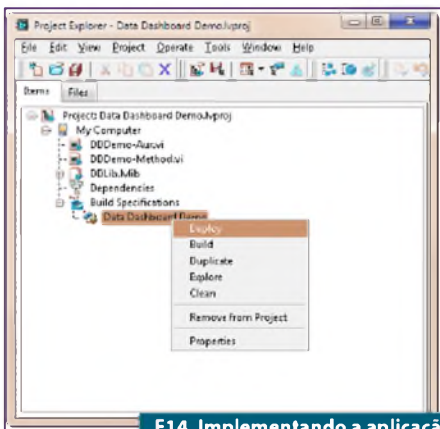 Project Explorer - Data Dashboard Demo.lvproj
File Edit View Project Operate Tools Window Help
Items Files
Project: Data Dashboard Demo.lvproj
My Computer
DDDemo-Aux.vi
DDDemo-Method.vi
DDLib.lvlib
Dependencies
Build Specifications
Data Dashboard Demo
Deploy
Build
Duplicate
Explore
Clean
Remove from Project
Properties
F14. Implementando a aplicaçã